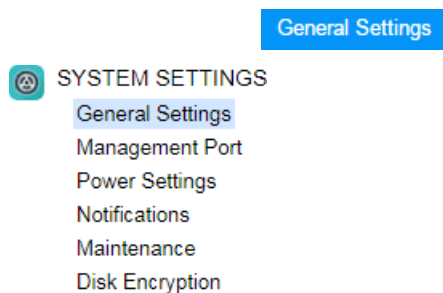 General Settings
SYSTEM SETTINGS
General Settings
Management Port
Power Settings
Notifications
Maintenance
Disk Encryption